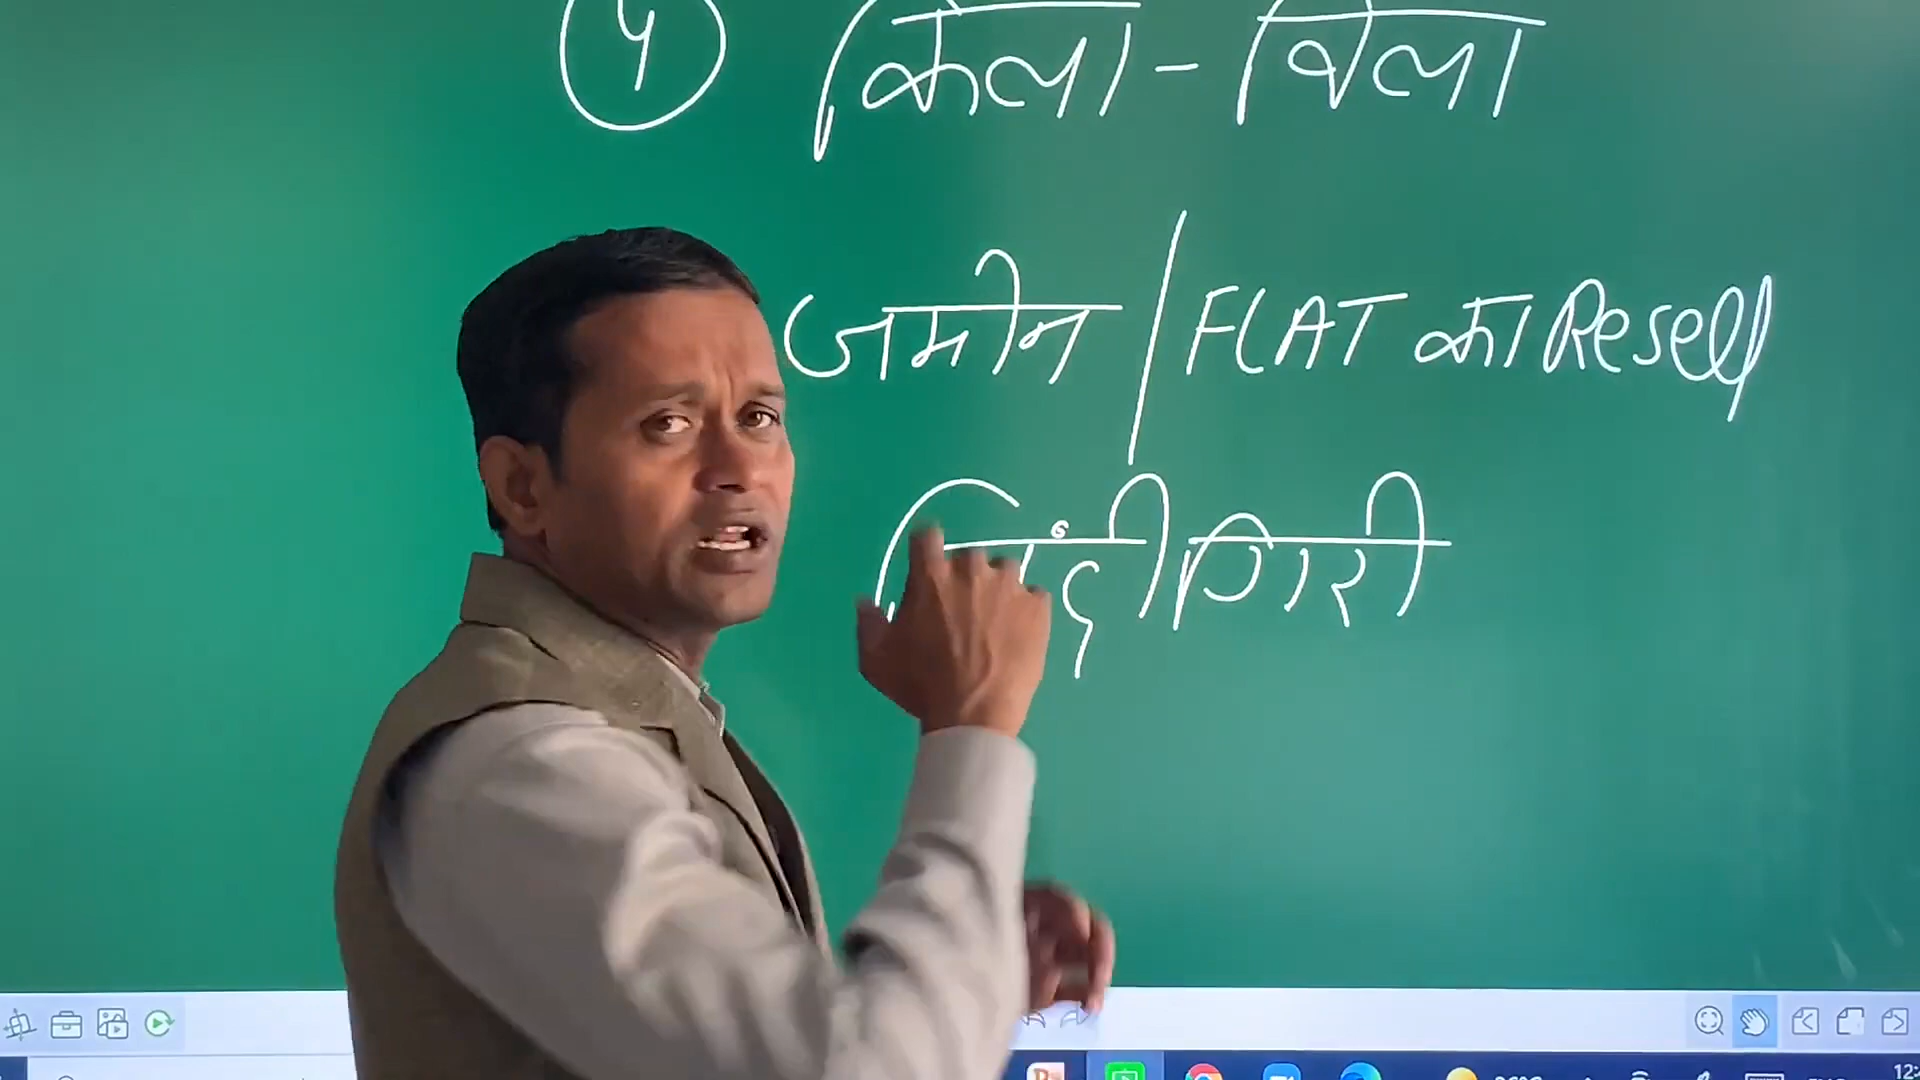 किला - विला
जमीन / FLAT का Resell
गिरी